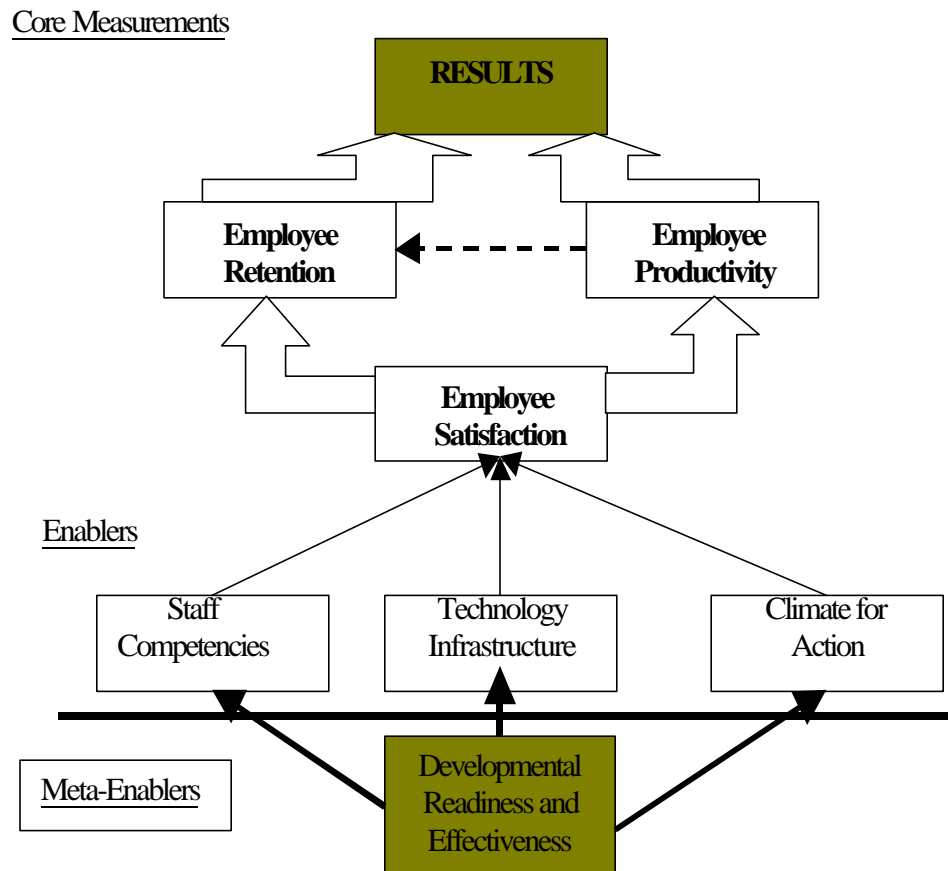 Core Measurements
RESULTS
Employee
Retention
Employee
Productivity
Employee
Satisfaction
Enablers
Staff
Competencies
Technology
Infrastructure
Climate for
Action
Meta-Enablers
Developmental
Readiness and
Effectiveness